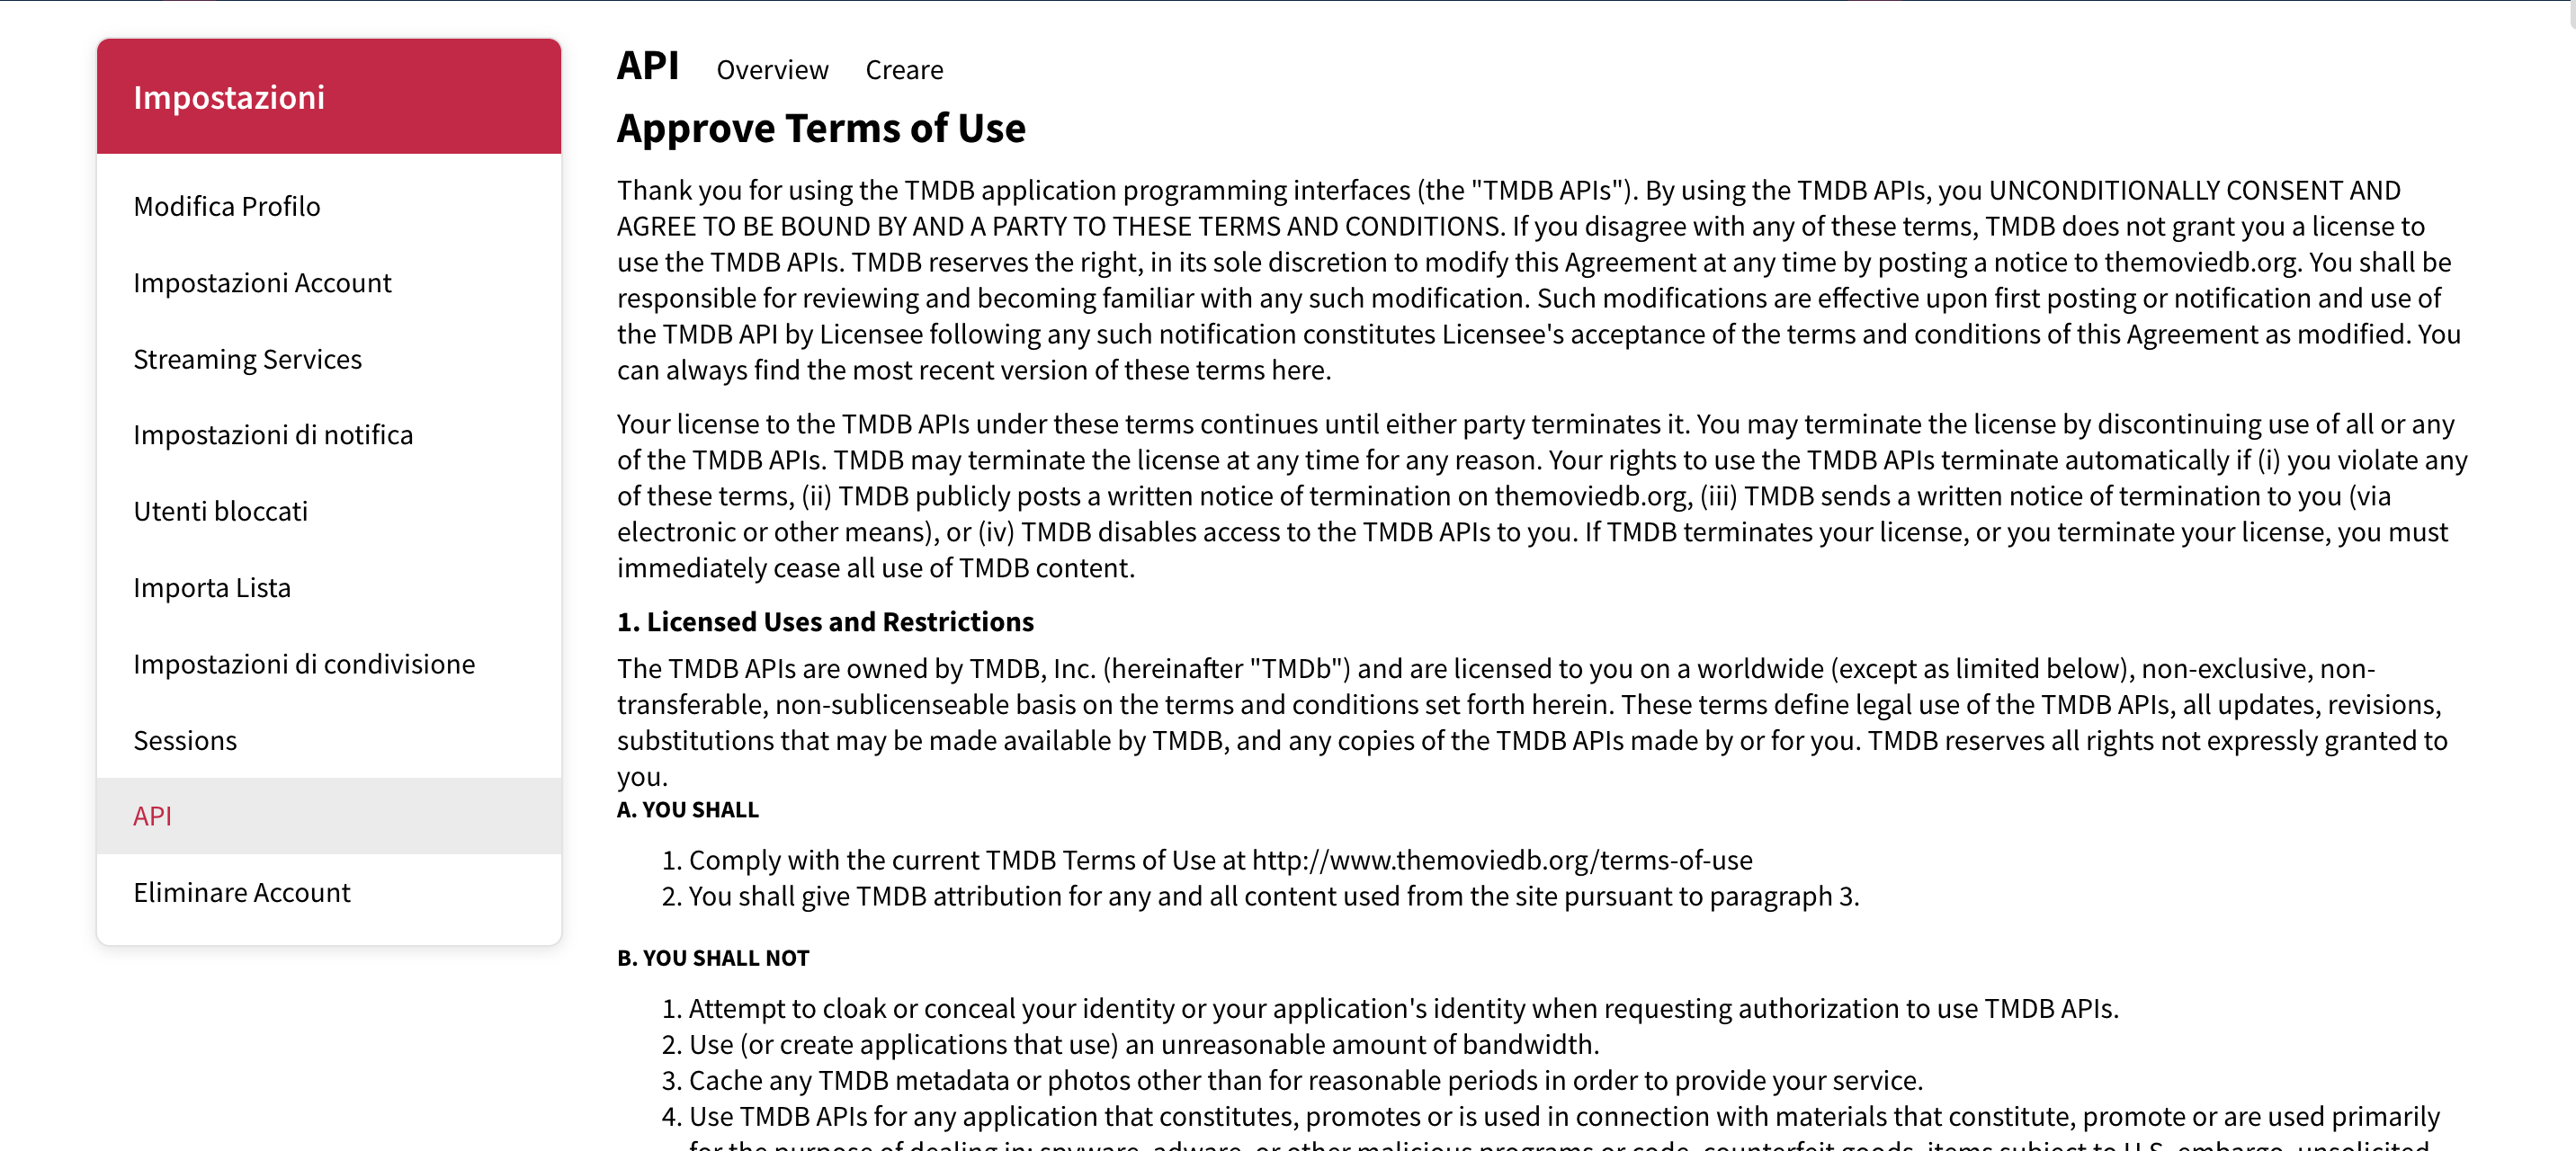 Impostazioni
Modifica Profilo
Impostazioni Account
Streaming Services
Impostazioni di notifica
Utenti bloccati
Importa Lista
Impostazioni di condivisione
Sessions
API
Eliminare Account
API Overview Creare
Approve Terms of Use
Thank you for using the TMDB application programming interfaces (the "TMDB APIs"). By using the TMDB APIs, you UNCONDITIONALLY CONSENT AND
AGREE TO BE BOUND BY AND A PARTY TO THESE TERMS AND CONDITIONS. If you disagree with any of these terms, TMDB does not grant you a license to
use the TMDB APIs. TMDB reserves the right, in its sole discretion to modify this Agreement at any time by posting a notice to themoviedb.org. You shall be
responsible for reviewing and becoming familiar with any such modification. Such modifications are effective upon first posting or notification and use of
the TMDB API by Licensee following any such notification constitutes Licensee's acceptance of the terms and conditions of this Agreement as modified. You
can always find the most recent version of these terms here.
Your license to the TMDB APIs under these terms continues until either party terminates it. You may terminate the license by discontinuing use of all or any
of the TMDB APIs. TMDB may terminate the license at any time for any reason. Your rights to use the TMDB APIs terminate automatically if (i) you violate any
of these terms, (ii) TMDB publicly posts a written notice of termination on themoviedb.org, (iii) TMDB sends a written notice of termination to you (via
electronic or other means), or (iv) TMDB disables access to the TMDB APIs to you. If TMDB terminates your license, or you terminate your license, you must
immediately cease all use of TMDB content.
1. Licensed Uses and Restrictions
The TMDB APIs are owned by TMDB, Inc. (hereinafter "TMDb") and are licensed to you on a worldwide (except as limited below), non-exclusive, non-
transferable, non-sublicenseable basis on the terms and conditions set forth herein. These terms define legal use of the TMDB APIs, all updates, revisions,
substitutions that may be made available by TMDB, and any copies of the TMDB APIs made by or for you. TMDB reserves all rights not expressly granted to
you.
A. YOU SHALL
1. Comply with the current TMDB Terms of Use at http://www.themoviedb.org/terms-of-use
2. You shall give TMDB attribution for any and all content used from the site pursuant to paragraph 3.
B. YOU SHALL NOT
1. Attempt to cloak or conceal your identity or your application's identity when requesting authorization to use TMDB APIs.
2. Use (or create applications that use) an unreasonable amount of bandwidth.
3. Cache any TMDB metadata or photos other than for reasonable periods in order to provide your service.
4. Use TMDB APIs for any application that constitutes, promotes or is used in connection with materials that constitute, promote or are used primarily
for the purpose of dealing in: spyware, adware, or other malicious programs or code, counterfeit goods, items subject to U.S. embargo, unsolicited